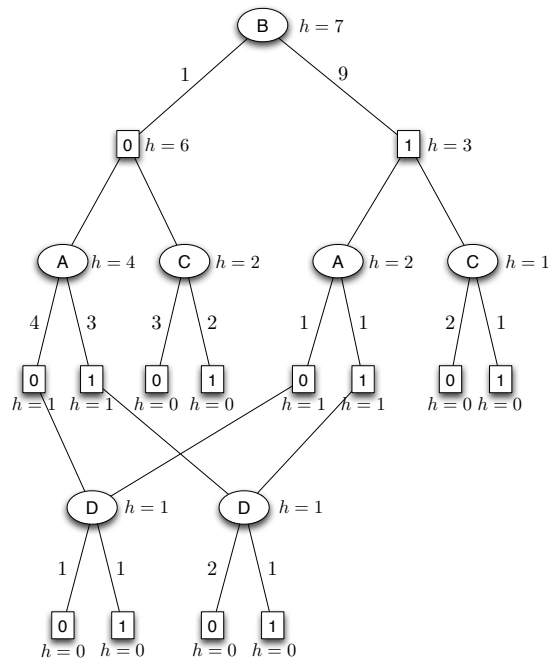 B h = 7
1 9
0 h = 6 1 h = 3
A h = 4 C h = 2 A h = 2 C h = 1
4 3 3 2 1 1 2 1
0 1 0 1 0 1 0 1
h = 1 h = 1 h = 0 h = 0 h = 1 h = 1 h = 0 h = 0
D h = 1 D h = 1
1 1 2 1
0 1 0 1
h = 0 h = 0 h = 0 h = 0